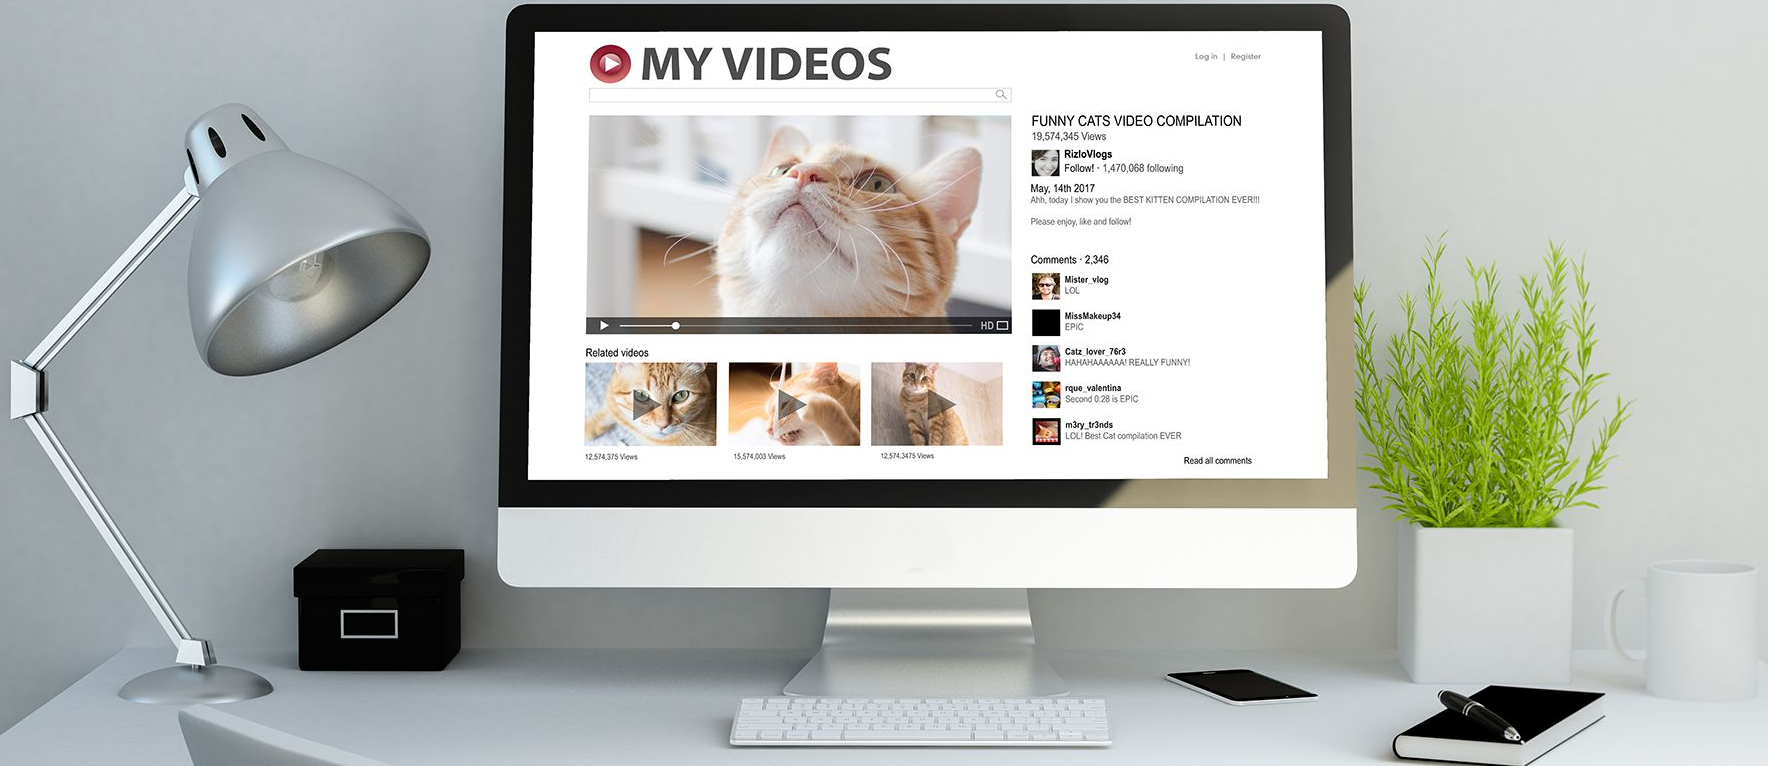 MY VIDEOS
Log in | Register
FUNNY CATS VIDEO COMPILATION
19,574,345 Views
RizloVlogs
Follow! · 1,470,068 following
May, 14th 2017
Ahh, today I show you the BEST KITTEN COMPILATION EVER!!!
Please enjoy, like and follow!
HD
Comments · 2,346
Mister_vlog
LOL
MissMakeup34
EPIC
Catz_lover_76r3
HAHAHAAAAAA! REALLY FUNNY!
rque_valentina
Second 0:28 is EPIC
m3ry_tr3nds
LOL! Best Cat compilation EVER
Read all comments
Related videos
12,574,375 Views
15,574,003 Views
12,574,3475 Views